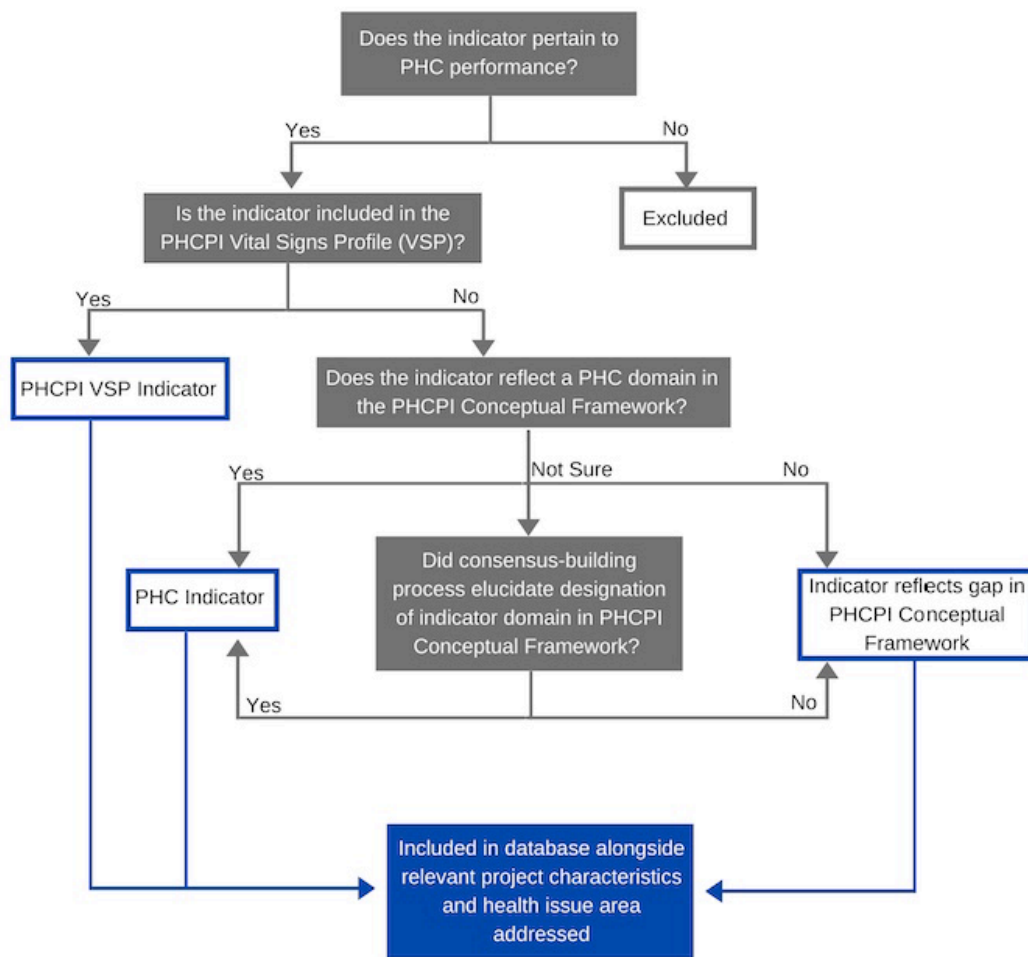 Does the indicator pertain to
PHC performance?
Yes
No
Is the indicator included in the
PHCPI Vital Signs Profile (VSP)?
Excluded
Yes
No
PHCPI VSP Indicator
Does the indicator reflect a PHC domain in
the PHCPI Conceptual Framework?
Yes
Not Sure
No
PHC Indicator
Did consensus-building
process elucidate designation
of indicator domain in PHCPI
Conceptual Framework?
Indicator reflects gap in
PHCPI Conceptual
Framework
Yes
No
Included in database alongside
relevant project characteristics
and health issue area
addressed